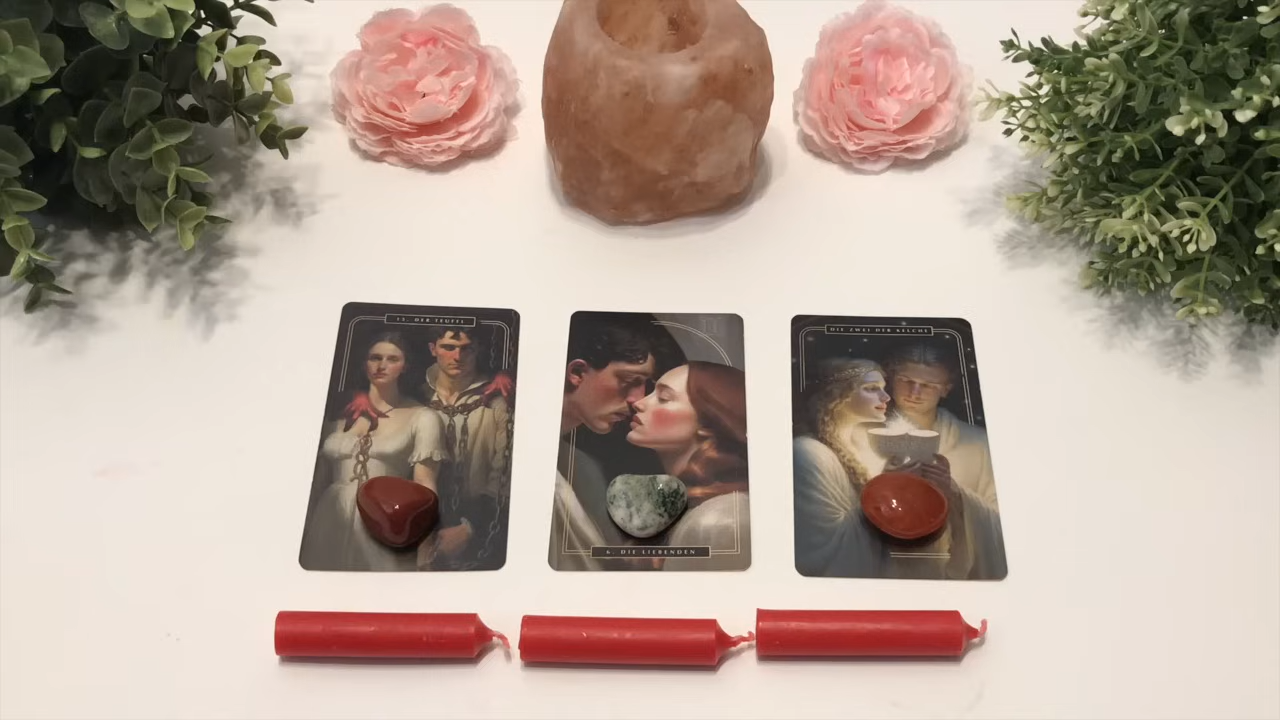 15. DER TEUFEL
6. DIE LIEBENDEN
DIE ZWEI DER KELCHE